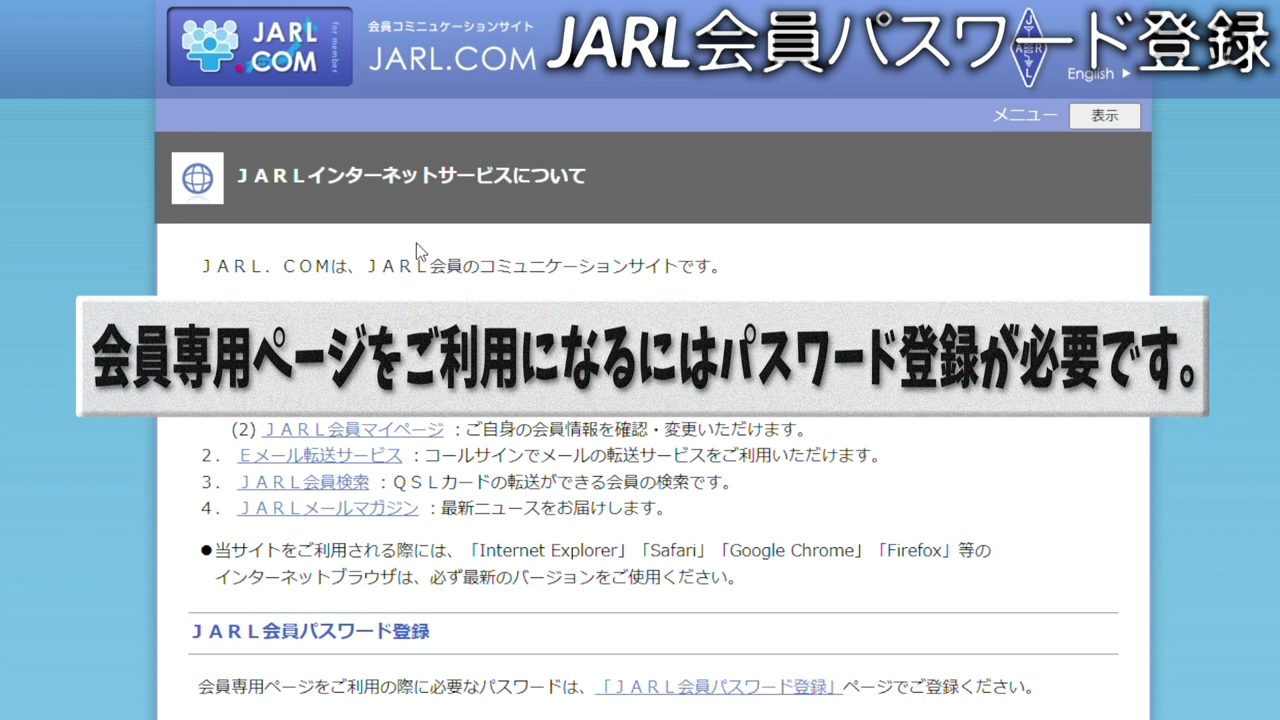 JARL.COM
for member
会員コミニュケーションサイト
JARL.COM
JARL会員パスワード登録
JARL
English ▶
メニュー 表示
ＪＡＲＬインターネットサービスについて
ＪＡＲＬ．ＣＯＭは、ＪＡＲＬ会員のコミュニケーションサイトです。
会員専用ページをご利用になるにはパスワード登録が必要です。
(2) ＪＡＲＬ会員マイページ ：ご自身の会員情報を確認・変更いただけます。
２． Ｅメール転送サービス ：コールサインでメールの転送サービスをご利用いただけます。
３． ＪＡＲＬ会員検索 ：ＱＳＬカードの転送ができる会員の検索です。
４． ＪＡＲＬメールマガジン ：最新ニュースをお届けします。
●当サイトをご利用される際には、「Internet Explorer」「Safari」「Google Chrome」「Firefox」等の
インターネットブラウザは、必ず最新のバージョンをご使用ください。
ＪＡＲＬ会員パスワード登録
会員専用ページをご利用の際に必要なパスワードは、「ＪＡＲＬ会員パスワード登録」ページでご登録ください。